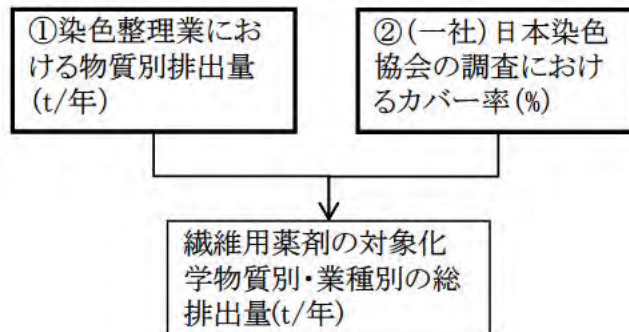 ①染色整理業にお
ける物質別排出量
(t/年)
②(一社)日本染色
協会の調査におけ
るカバー率(%)
繊維用薬剤の対象化
学物質別・業種別の総
排出量(t/年)